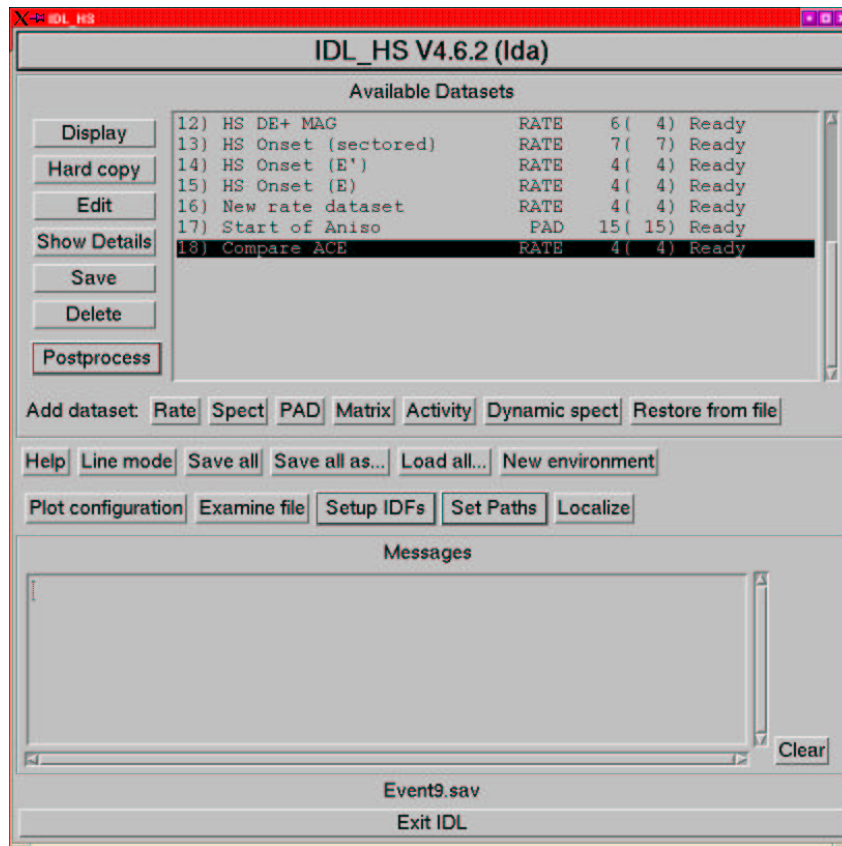 IDL_HS
IDL_HS V4.6.2 (Ida)
Available Datasets
Display
Hard copy
Edit
Show Details
Save
Delete
Postprocess
12) HS DE+ MAG RATE 6( 4) Ready
13) HS Onset (sectored) RATE 7( 7) Ready
14) HS Onset (E') RATE 4( 4) Ready
15) HS Onset (E) RATE 4( 4) Ready
16) New rate dataset RATE 4( 4) Ready
17) Start of Aniso PAD 15( 15) Ready
18) Compare ACE RATE 4( 4) Ready
Add dataset: Rate Spect PAD Matrix Activity Dynamic spect Restore from file
Help Line mode Save all Save all as... Load all... New environment
Plot configuration Examine file Setup IDFs Set Paths Localize
Messages
Clear
Event9.sav
Exit IDL